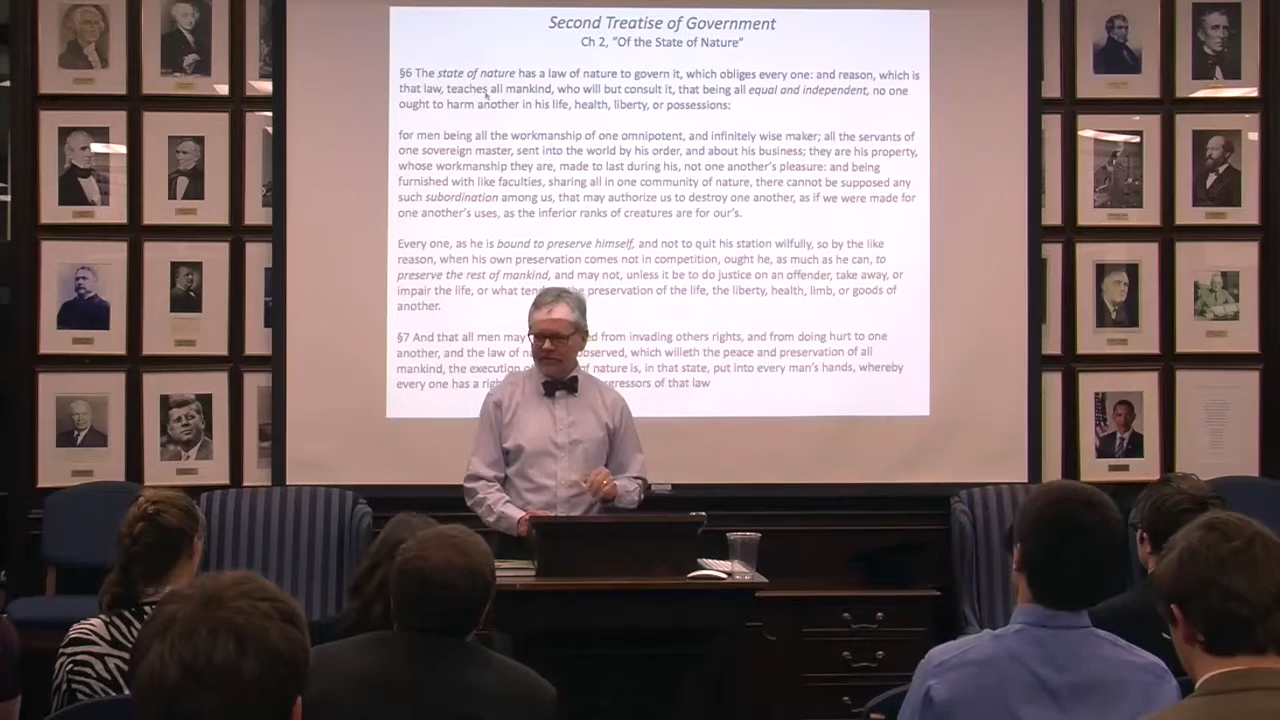 Second Treatise of Government
Ch 2, “Of the State of Nature”
§6 The state of nature has a law of nature to govern it, which obliges every one: and reason, which is
that law, teaches all mankind, who will but consult it, that being all equal and independent, no one
ought to harm another in his life, health, liberty, or possessions:
for men being all the workmanship of one omnipotent, and infinitely wise maker; all the servants of
one sovereign master, sent into the world by his order, and about his business; they are his property,
whose workmanship they are, made to last during his, not one another’s pleasure: and being
furnished with like faculties, sharing all in one community of nature, there cannot be supposed any
such subordination among us, that may authorize us to destroy one another, as if we were made for
one another’s uses, as the inferior ranks of creatures are for our’s.
Every one, as he is bound to preserve himself, and not to quit his station wilfully, so by the like
reason, when his own preservation comes not in competition, ought he, as much as he can, to
preserve the rest of mankind, and may not, unless it be to do justice on an offender, take away, or
impair the life, or what the preservation of the life, the liberty, health, limb, or goods of
another.
§7 And that all men may from invading others rights, and from doing hurt to one
another, and the law of observed, which willeth the peace and preservation of all
mankind, the execution of nature is, in that state, put into every man’s hands, whereby
every one has a of that law